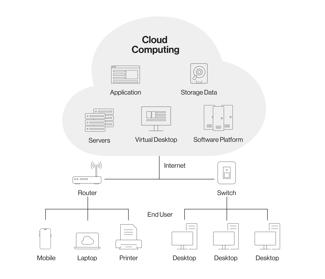 Cloud
Computing
Application
Storage Data
Servers
Virtual Desktop
Software Platform
Internet
Router
Switch
End User
Mobile
Laptop
Printer
Desktop
Desktop
Desktop